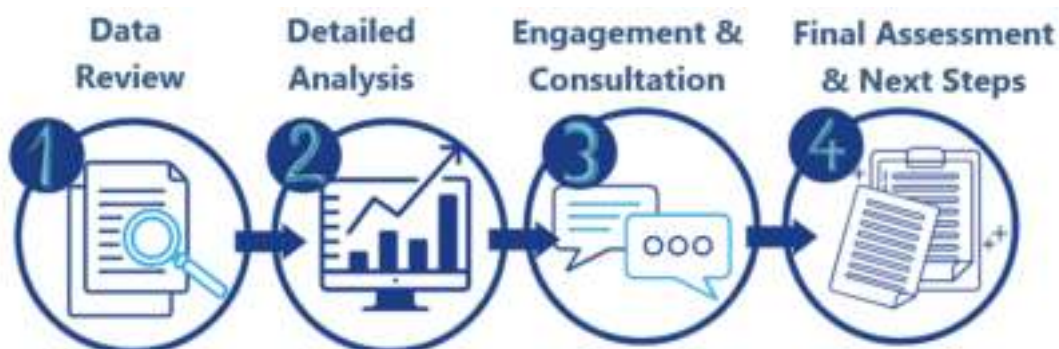 Data
Review
Detailed
Analysis
Engagement &
Consultation
Final Assessment
& Next Steps
1
2
3
4